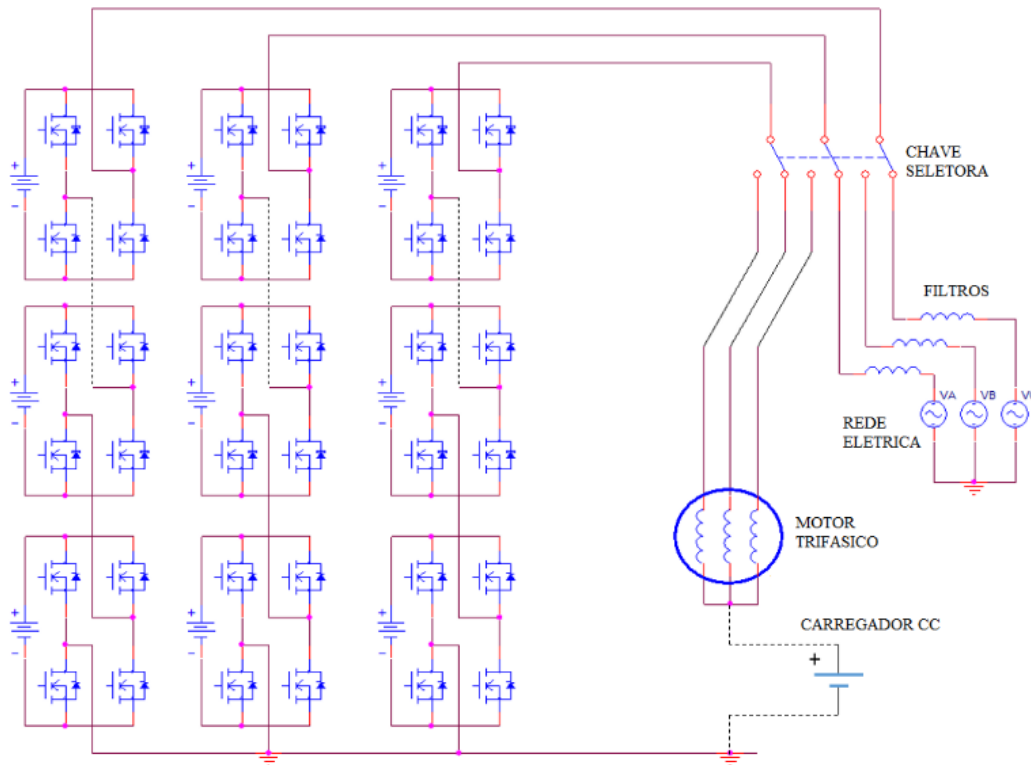 CHAVE
SELETORA
FILTROS
VA
VB
REDE
ELETRICA
MOTOR
TRIFASICO
CARREGADOR CC